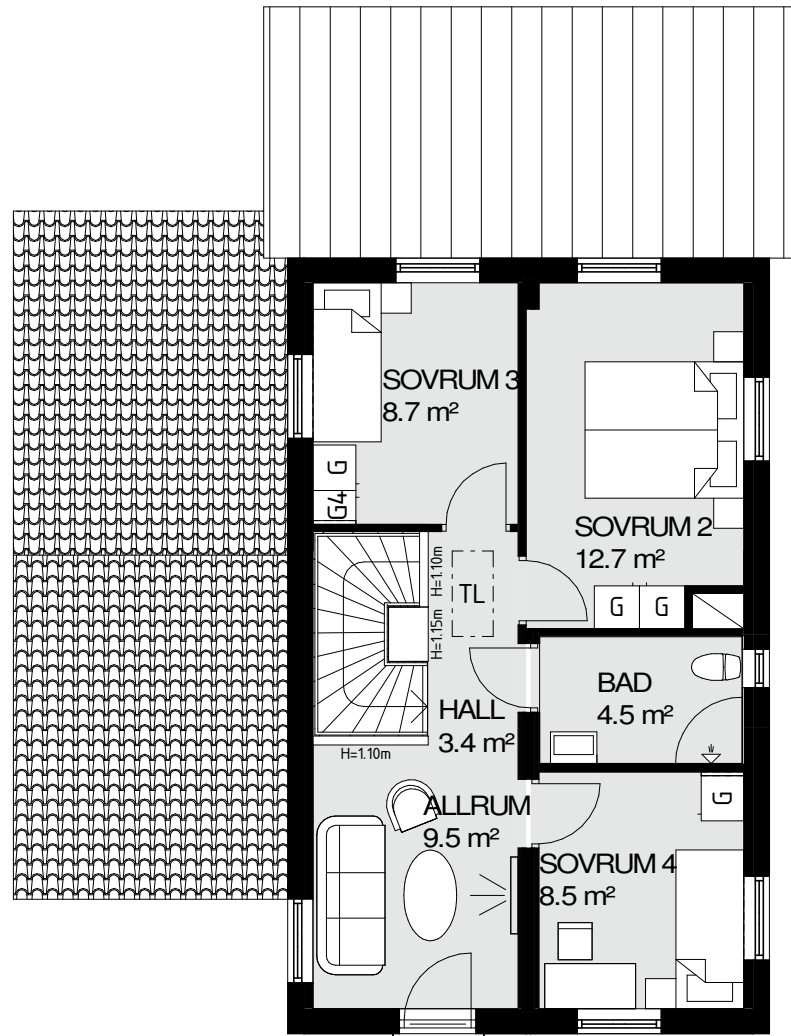 SOVRUM 3
8.7 m²
G
G4
SOVRUM 2
12.7 m²
G
G
H=1.10m
TL
H=1.15m
BAD
4.5 m²
HALL
3.4 m²
H=1.10m
G
ALLRUM
9.5 m²
SOVRUM 4
8.5 m²